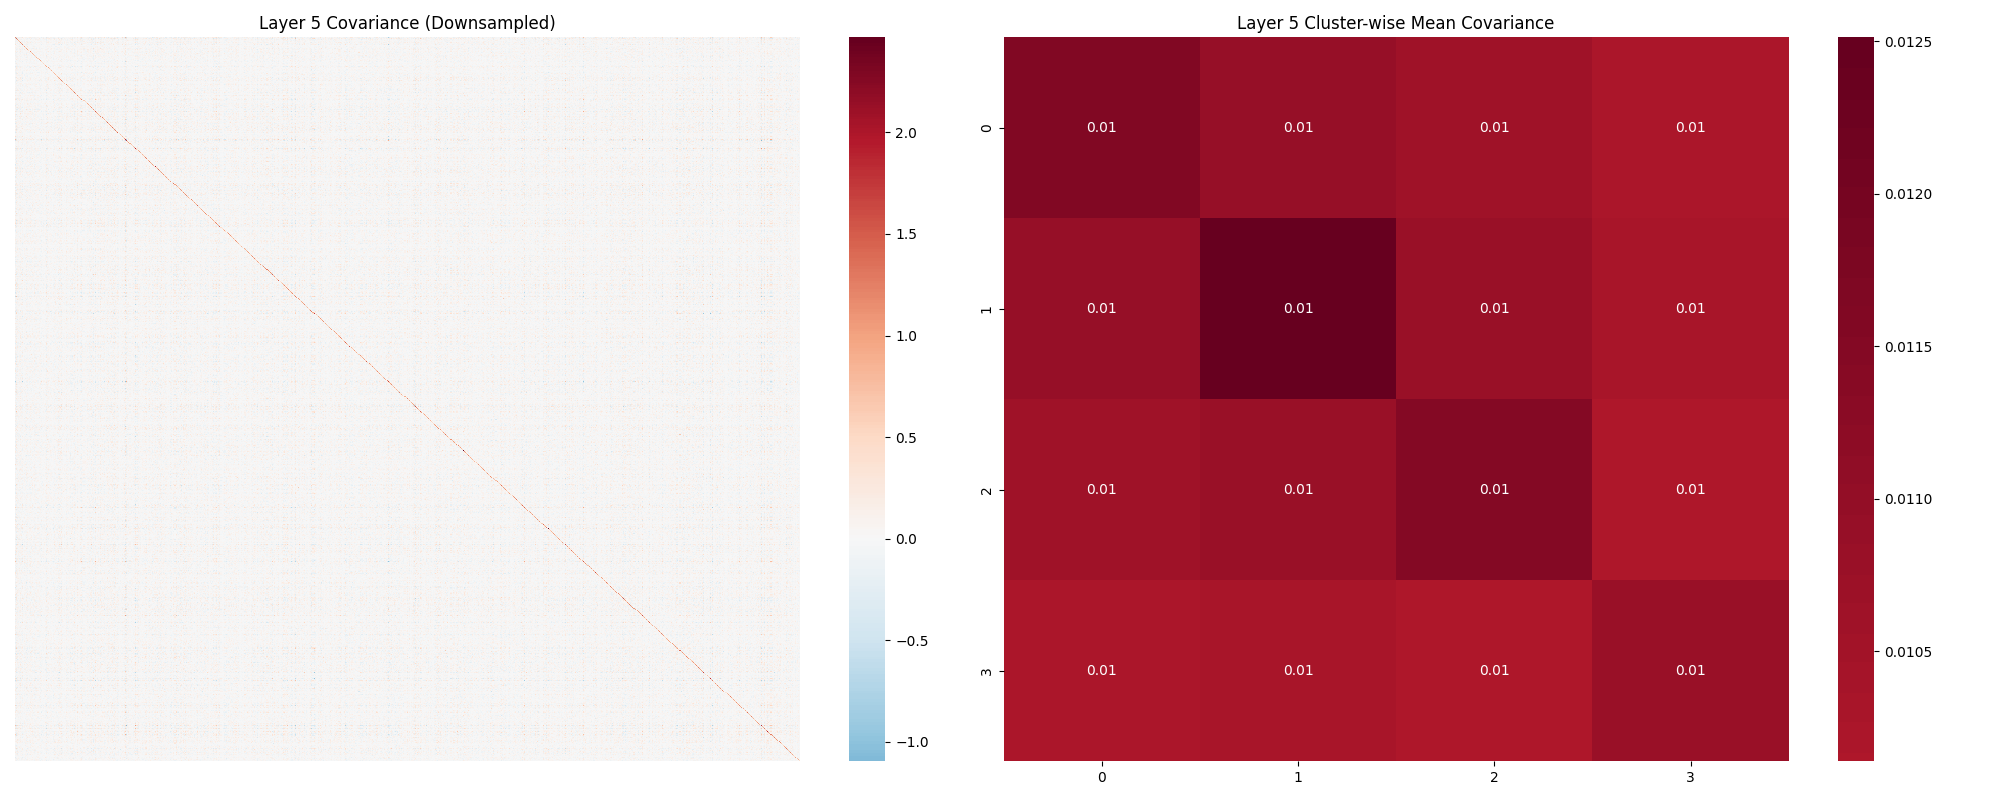 Layer 5 Covariance (Downsampled)
2.0
1.5
1.0
0.5
0.0
−0.5
−1.0
Layer 5 Cluster-wise Mean Covariance
0 0.01 0.01 0.01 0.01
1 0.01 0.01 0.01 0.01
2 0.01 0.01 0.01 0.01
3 0.01 0.01 0.01 0.01
0 1 2 3
0.0125
0.0120
0.0115
0.0110
0.0105